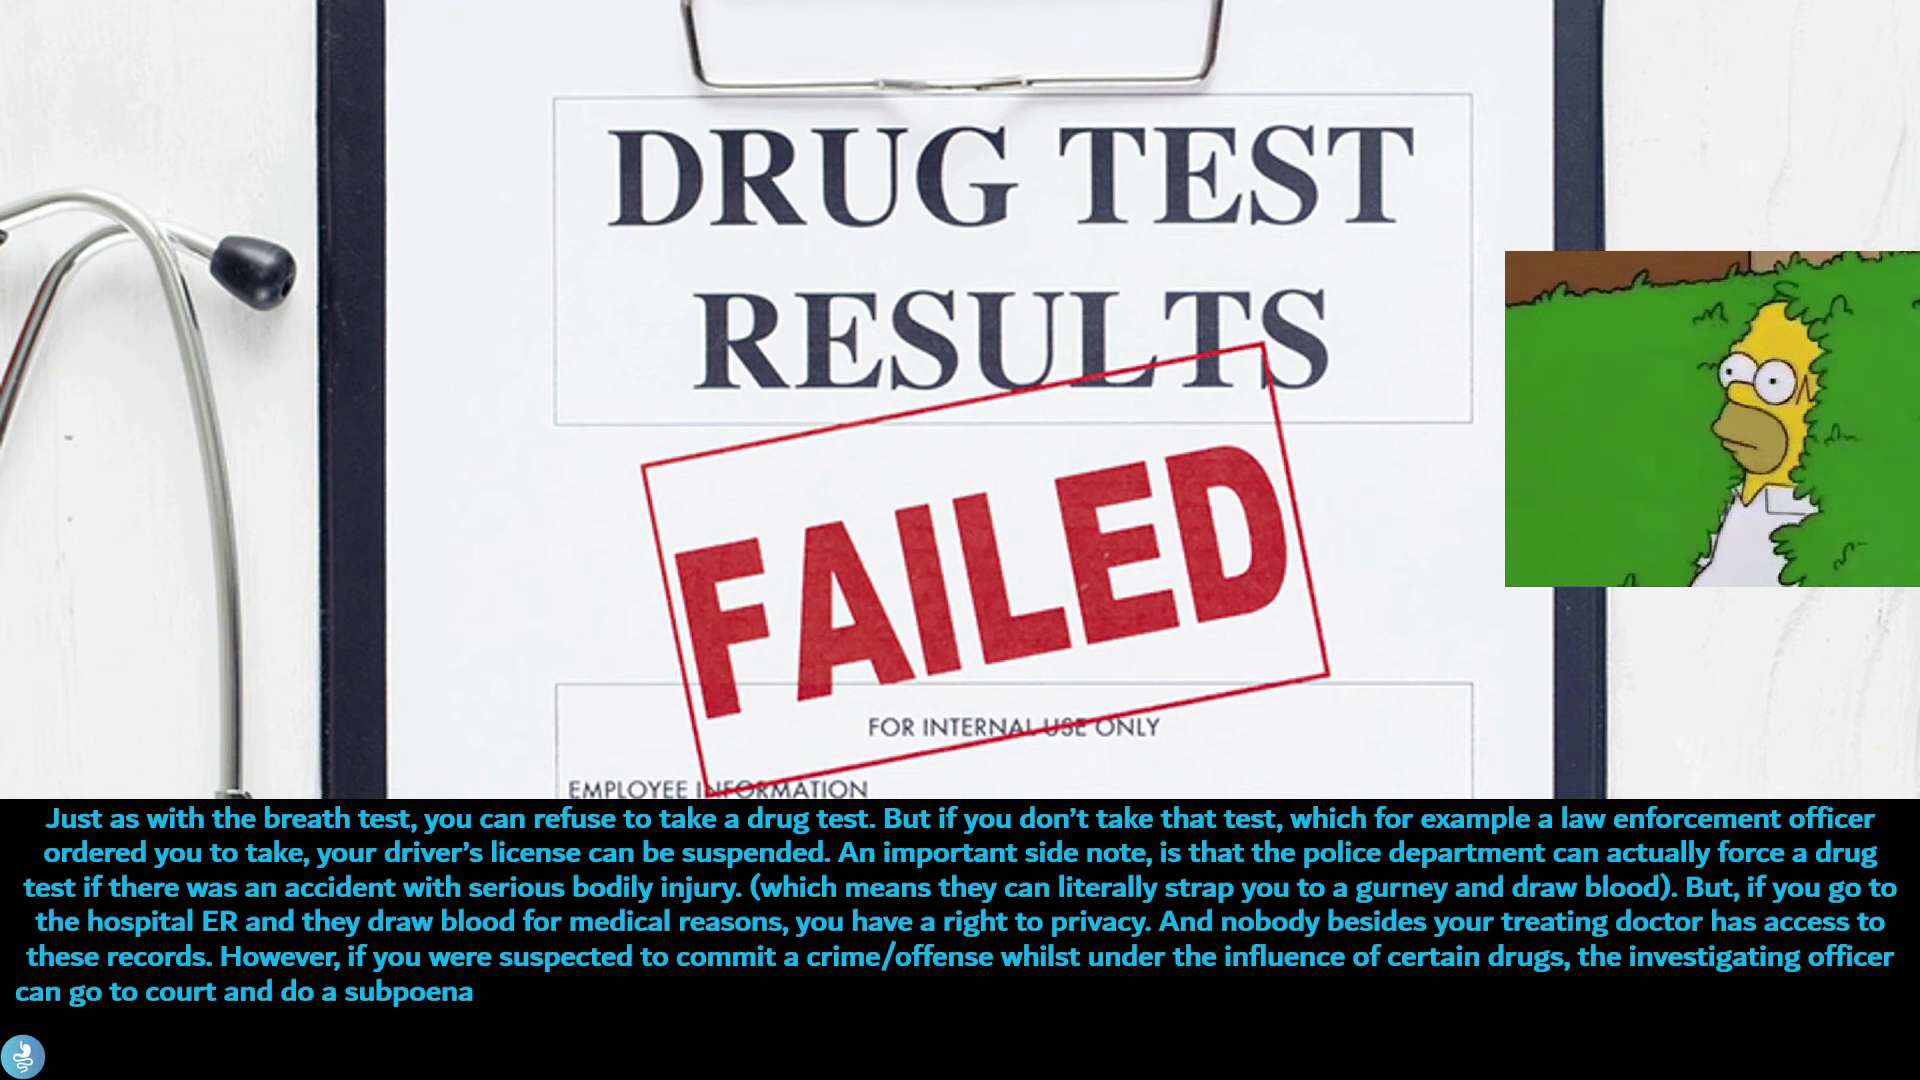 DRUG TEST
RESULTS
FAILED
FOR INTERNAL USE ONLY
EMPLOYEE INFORMATION
Just as with the breath test, you can refuse to take a drug test. But if you don’t take that test, which for example a law enforcement officer
ordered you to take, your driver’s license can be suspended. An important side note, is that the police department can actually force a drug
test if there was an accident with serious bodily injury. (which means they can literally strap you to a gurney and draw blood). But, if you go to
the hospital ER and they draw blood for medical reasons, you have a right to privacy. And nobody besides your treating doctor has access to
these records. However, if you were suspected to commit a crime/offense whilst under the influence of certain drugs, the investigating officer
can go to court and do a subpoena